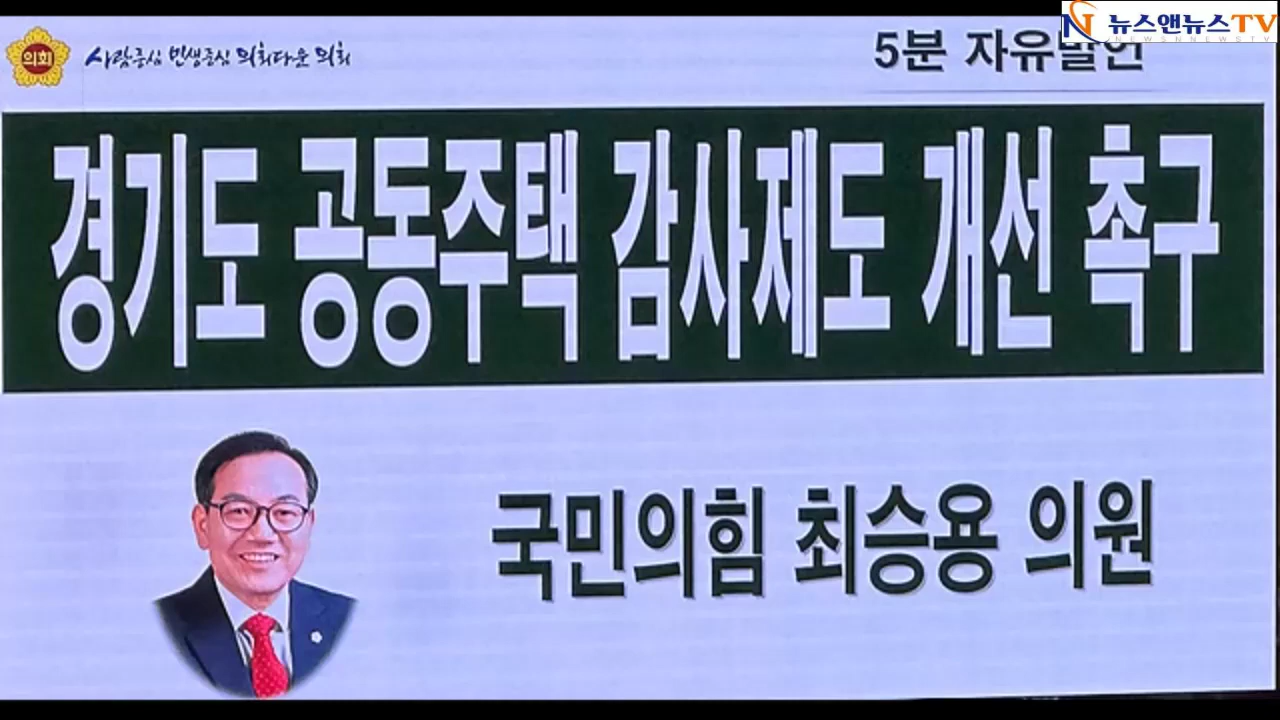 뉴스앤뉴스TV
NEWSNNEWSTV
의회
사람중심 민생중심 의회다운 의회
5분 자유발언
경기도 공동주택 감사제도 개선 촉구
국민의힘 최승용 의원